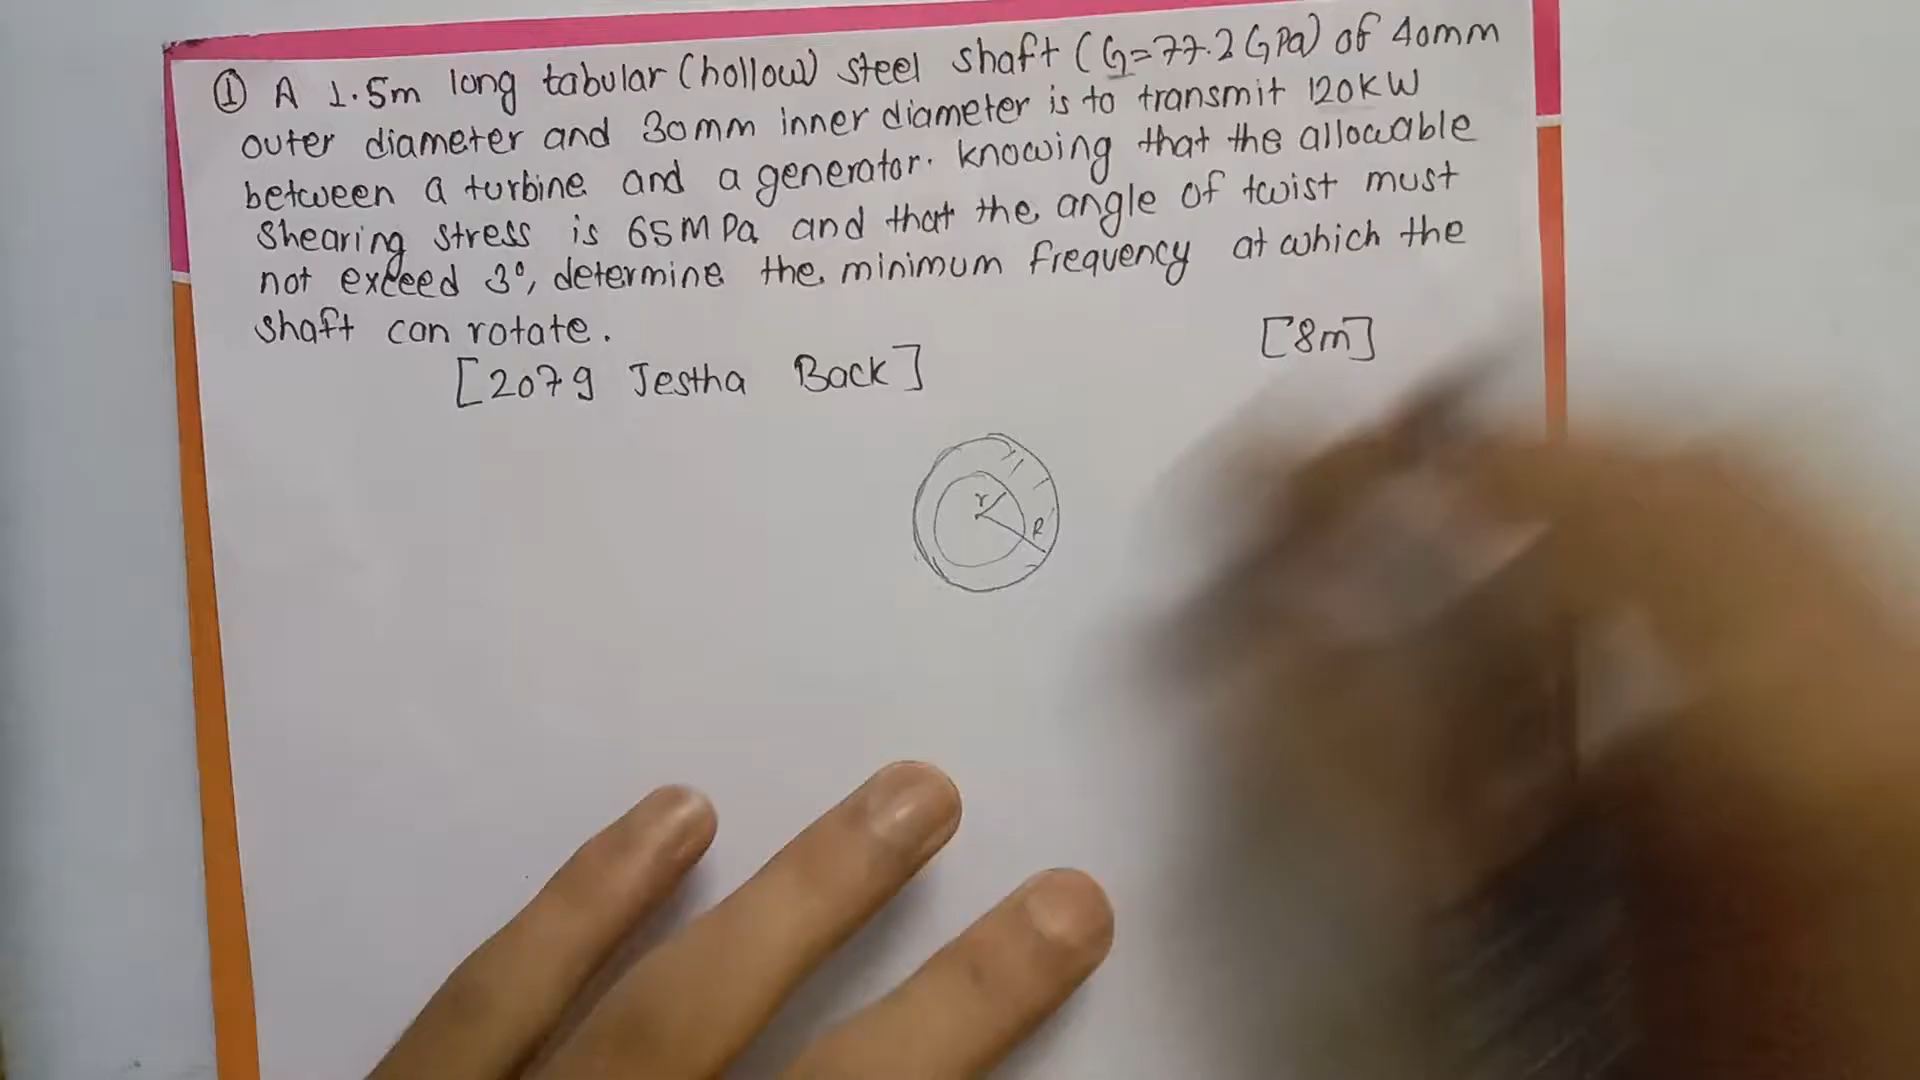 ① A 1.5m long tabular (hollow) steel shaft (G=77.2GPa) of 40mm
outer diameter and 30mm inner diameter is to transmit 120KW
between a turbine and a generator. Knowing that the allowable
shearing stress is 65MPa and that the angle of twist must
not exceed 3°, determine the minimum frequency at which the
shaft can rotate.
[8m]
[2079 Jestha Back]
r
R